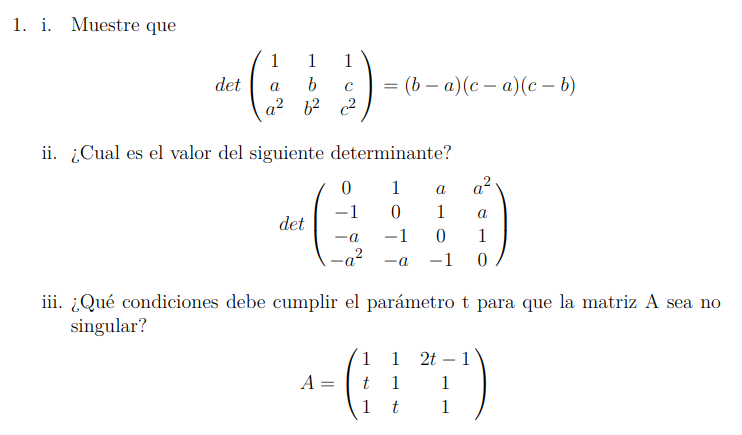 1. i. Muestre que
det \begin{pmatrix} 1 & 1 & 1 \\ a & b & c \\ a^2 & b^2 & c^2 \end{pmatrix} = (b − a)(c − a)(c − b)
ii. ¿Cual es el valor del siguiente determinante?
det \begin{pmatrix} 0 & 1 & a & a^2 \\ −1 & 0 & 1 & a \\ −a & −1 & 0 & 1 \\ −a^2 & −a & −1 & 0 \end{pmatrix}
iii. ¿Qué condiciones debe cumplir el parámetro t para que la matriz A sea no
singular?
A = \begin{pmatrix} 1 & 1 & 2t − 1 \\ t & 1 & 1 \\ 1 & t & 1 \end{pmatrix}